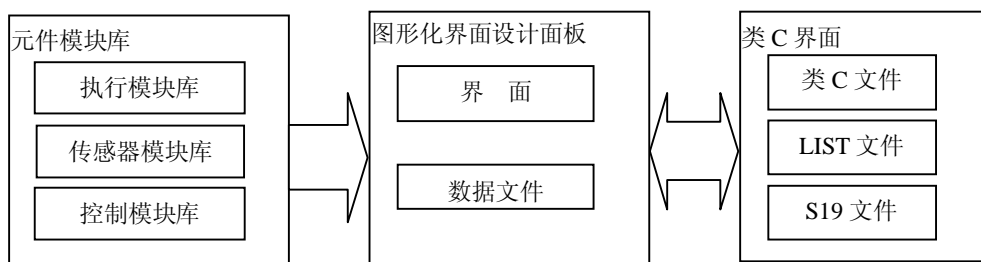 元件模块库
执行模块库
传感器模块库
控制模块库
图形化界面设计面板
界 面
数据文件
类 C 界面
类 C 文件
LIST 文件
S19 文件